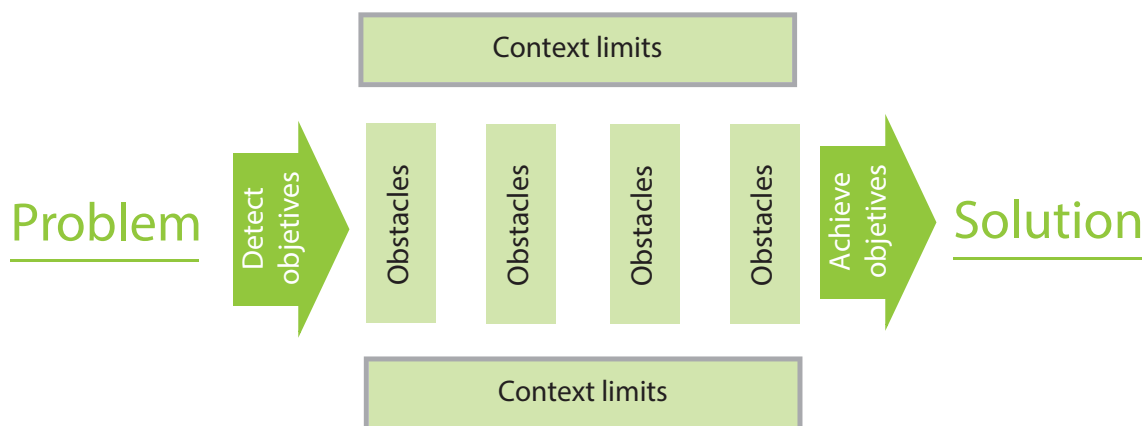 Context limits
Problem
Detect
objetives
Obstacles
Obstacles
Obstacles
Obstacles
Achieve
objetives
Solution
Context limits